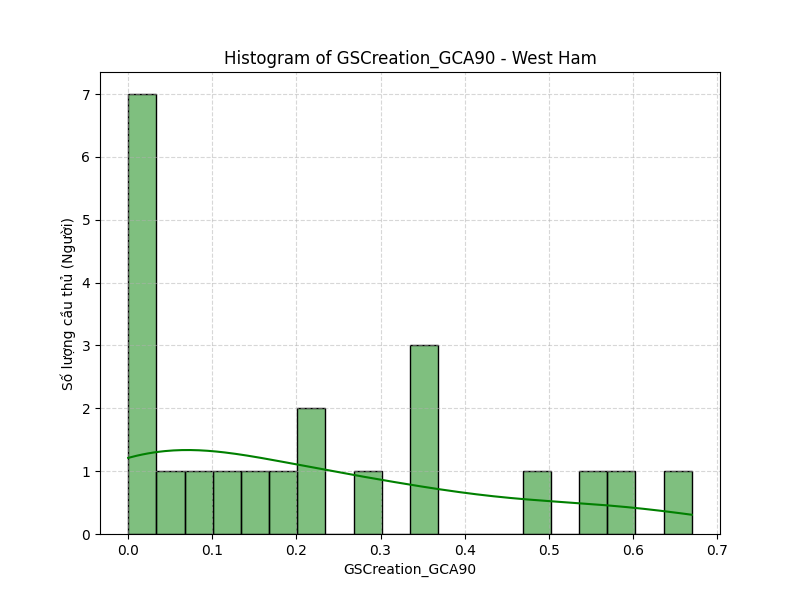 Histogram of GSCreation_GCA90 - West Ham
Số lượng cầu thủ (Người)
7
6
5
4
3
2
1
0
0.0 0.1 0.2 0.3 0.4 0.5 0.6 0.7
GSCreation_GCA90